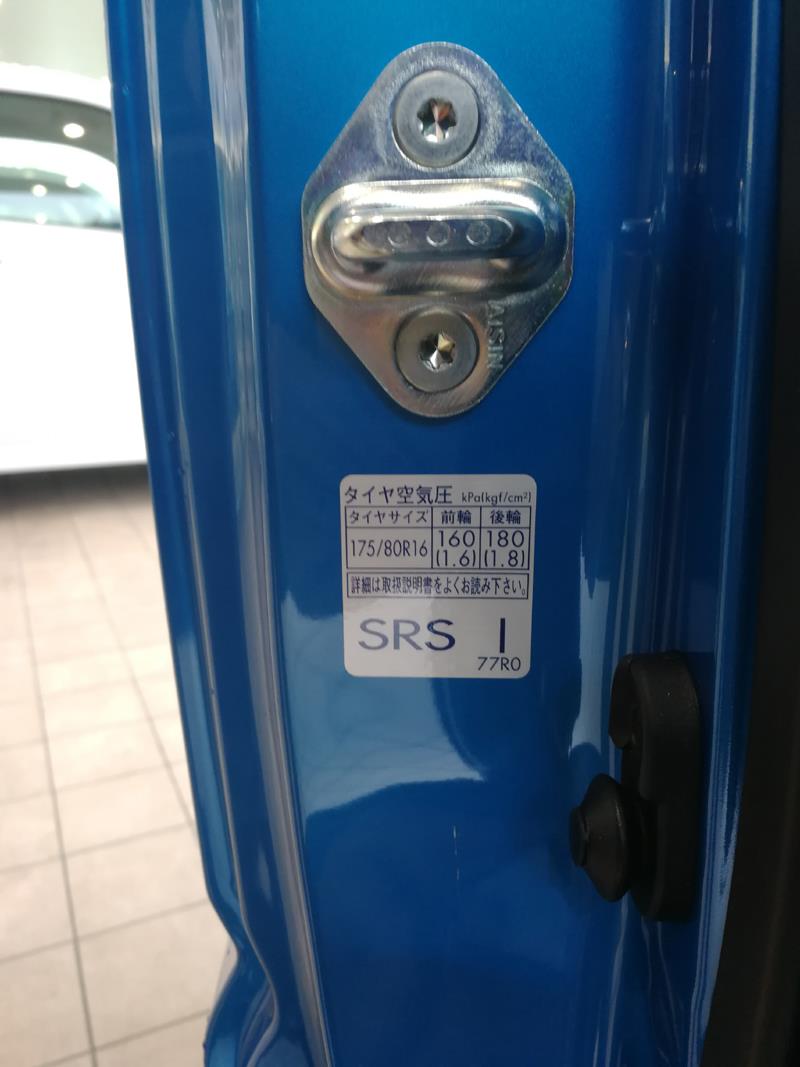 AISIN
タイヤ空気圧 kPa(kgf/cm²)
タイヤサイズ 前輪 後輪
175/80R16 160 (1.6) 180 (1.8)
詳細は取扱説明書をよくお読み下さい。
SRS I
77R0